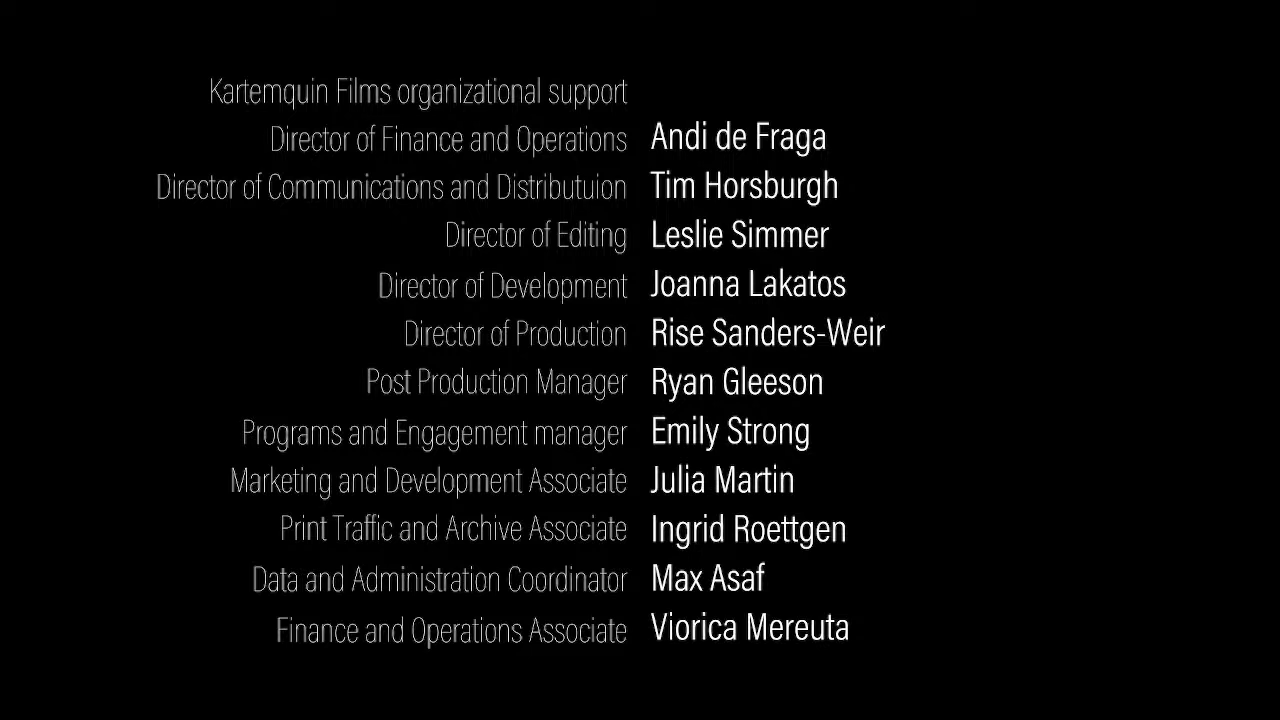 Kartemquin Films organizational support
Director of Finance and Operations Andi de Fraga
Director of Communications and Distributuion Tim Horsburgh
Director of Editing Leslie Simmer
Director of Development Joanna Lakatos
Director of Production Rise Sanders-Weir
Post Production Manager Ryan Gleeson
Programs and Engagement manager Emily Strong
Marketing and Development Associate Julia Martin
Print Traffic and Archive Associate Ingrid Roettgen
Data and Administration Coordinator Max Asaf
Finance and Operations Associate Viorica Mereuta